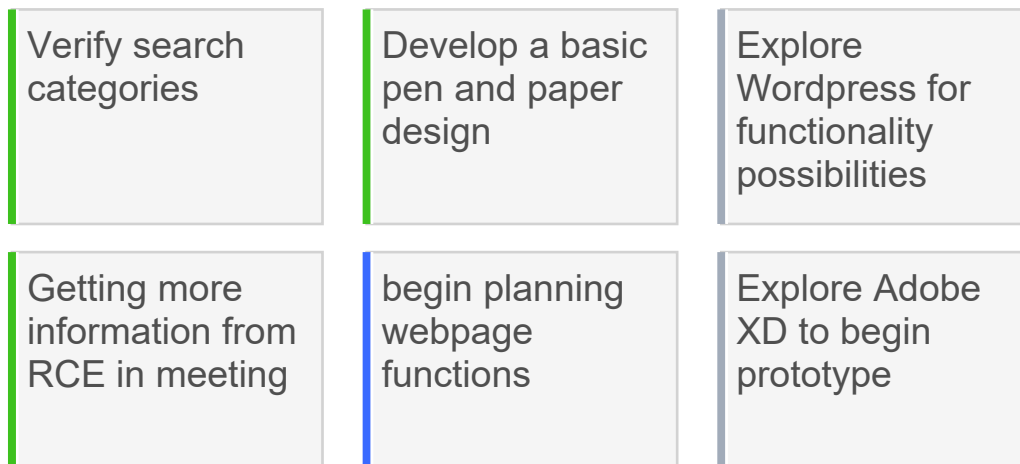 Verify search
categories
Develop a basic
pen and paper
design
Explore
Wordpress for
functionality
possibilities
Getting more
information from
RCE in meeting
begin planning
webpage
functions
Explore Adobe
XD to begin
prototype